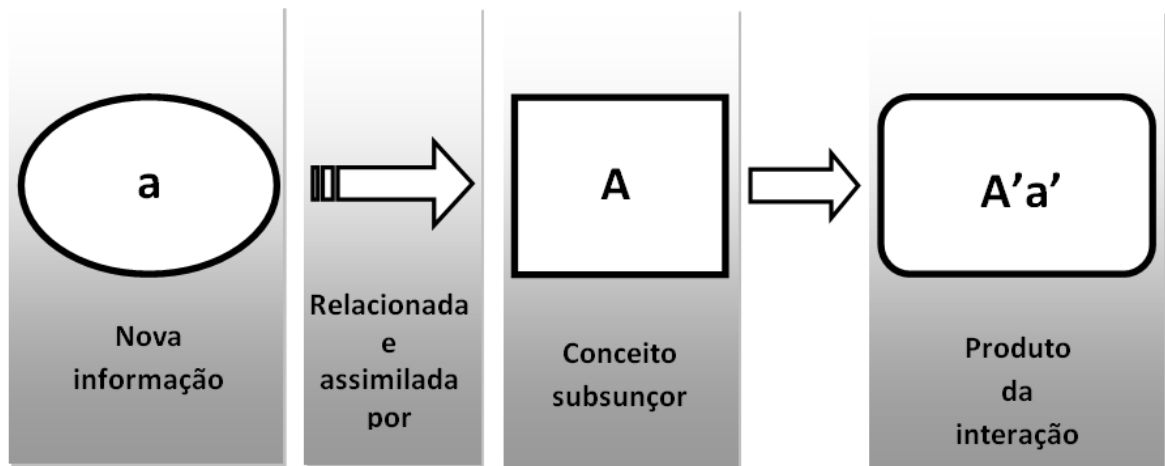 a
Nova
informação
Relacionada
e
assimilada
por
A
Conceito
subsunçor
A’a’
Produto
da
interação